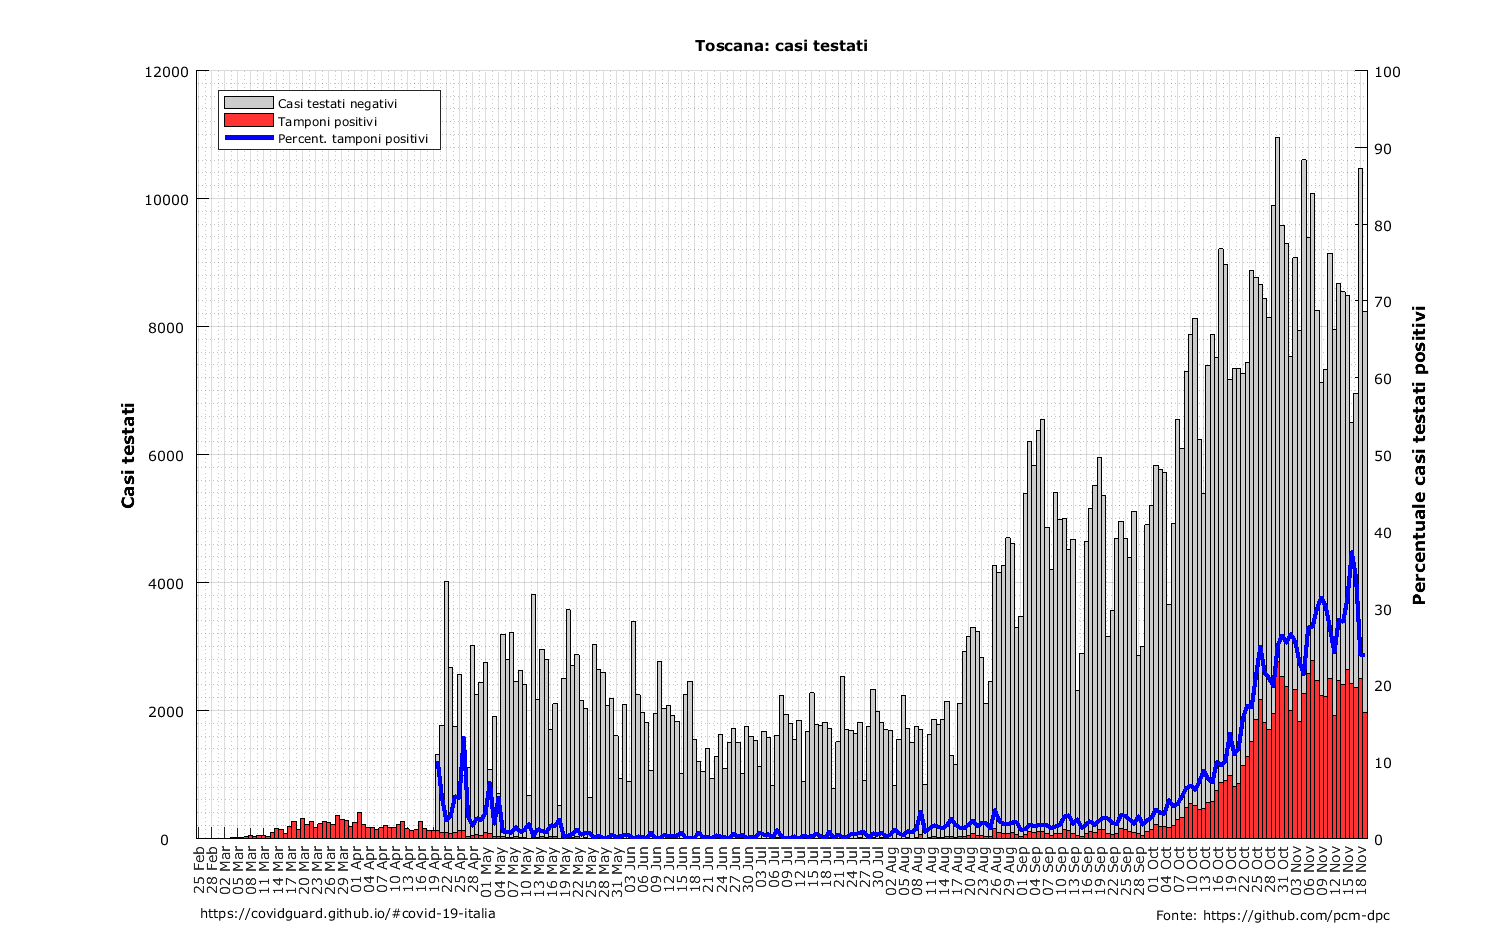 Toscana: casi testati
12000
10000
8000
6000
4000
2000
0
Casi testati
Casi testati negativi
Tamponi positivi
Percent. tamponi positivi
100
90
80
70
60
50
40
30
20
10
0
Percentuale casi testati positivi
25 Feb
28 Feb
02 Mar
05 Mar
08 Mar
11 Mar
14 Mar
17 Mar
20 Mar
23 Mar
26 Mar
29 Mar
01 Apr
04 Apr
07 Apr
10 Apr
13 Apr
16 Apr
19 Apr
22 Apr
25 Apr
28 Apr
01 May
04 May
07 May
10 May
13 May
16 May
19 May
22 May
25 May
28 May
31 May
03 Jun
06 Jun
09 Jun
12 Jun
15 Jun
18 Jun
21 Jun
24 Jun
27 Jun
30 Jun
03 Jul
06 Jul
09 Jul
12 Jul
15 Jul
18 Jul
21 Jul
24 Jul
27 Jul
30 Jul
02 Aug
05 Aug
08 Aug
11 Aug
14 Aug
17 Aug
20 Aug
23 Aug
26 Aug
29 Aug
01 Sep
04 Sep
07 Sep
10 Sep
13 Sep
16 Sep
19 Sep
22 Sep
25 Sep
28 Sep
01 Oct
04 Oct
07 Oct
10 Oct
13 Oct
16 Oct
19 Oct
22 Oct
25 Oct
28 Oct
31 Oct
03 Nov
06 Nov
09 Nov
12 Nov
15 Nov
18 Nov
https://covidguard.github.io/#covid-19-italia
Fonte: https://github.com/pcm-dpc